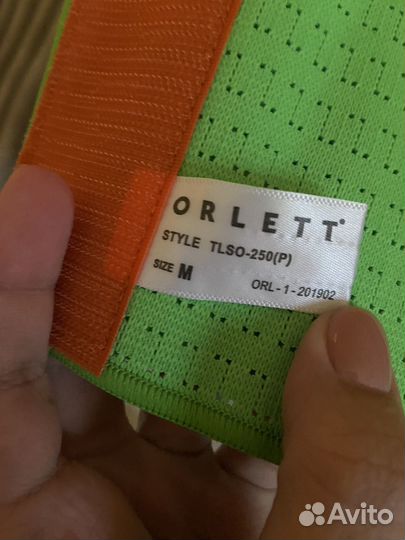 ORLETT
STYLE TLSO-250(P)
SIZE M
ORL-1-201902
Avito